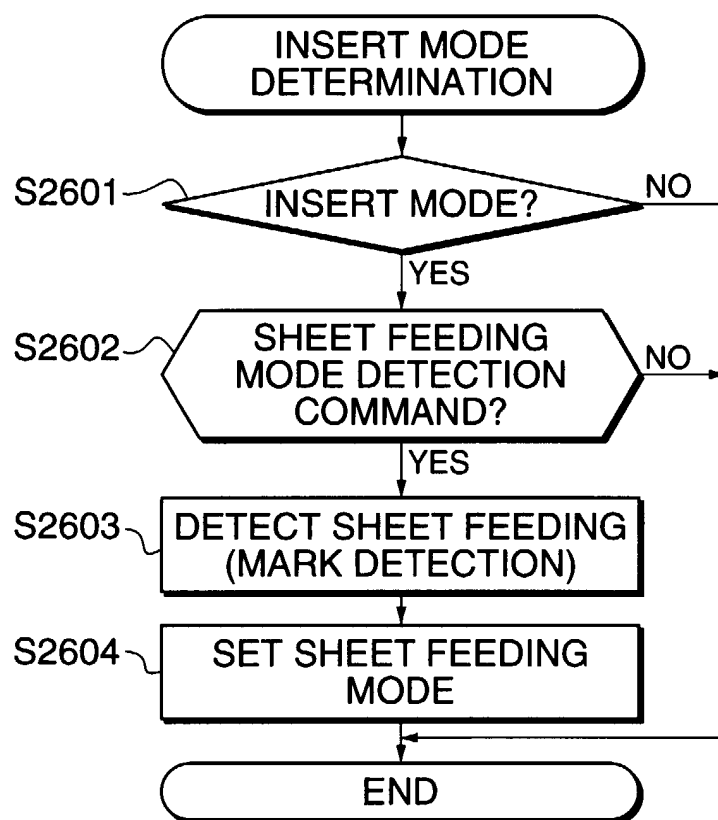 INSERT MODE
DETERMINATION
S2601
INSERT MODE?
NO
YES
S2602
SHEET FEEDING
MODE DETECTION
COMMAND?
NO
YES
S2603
DETECT SHEET FEEDING
(MARK DETECTION)
S2604
SET SHEET FEEDING
MODE
END